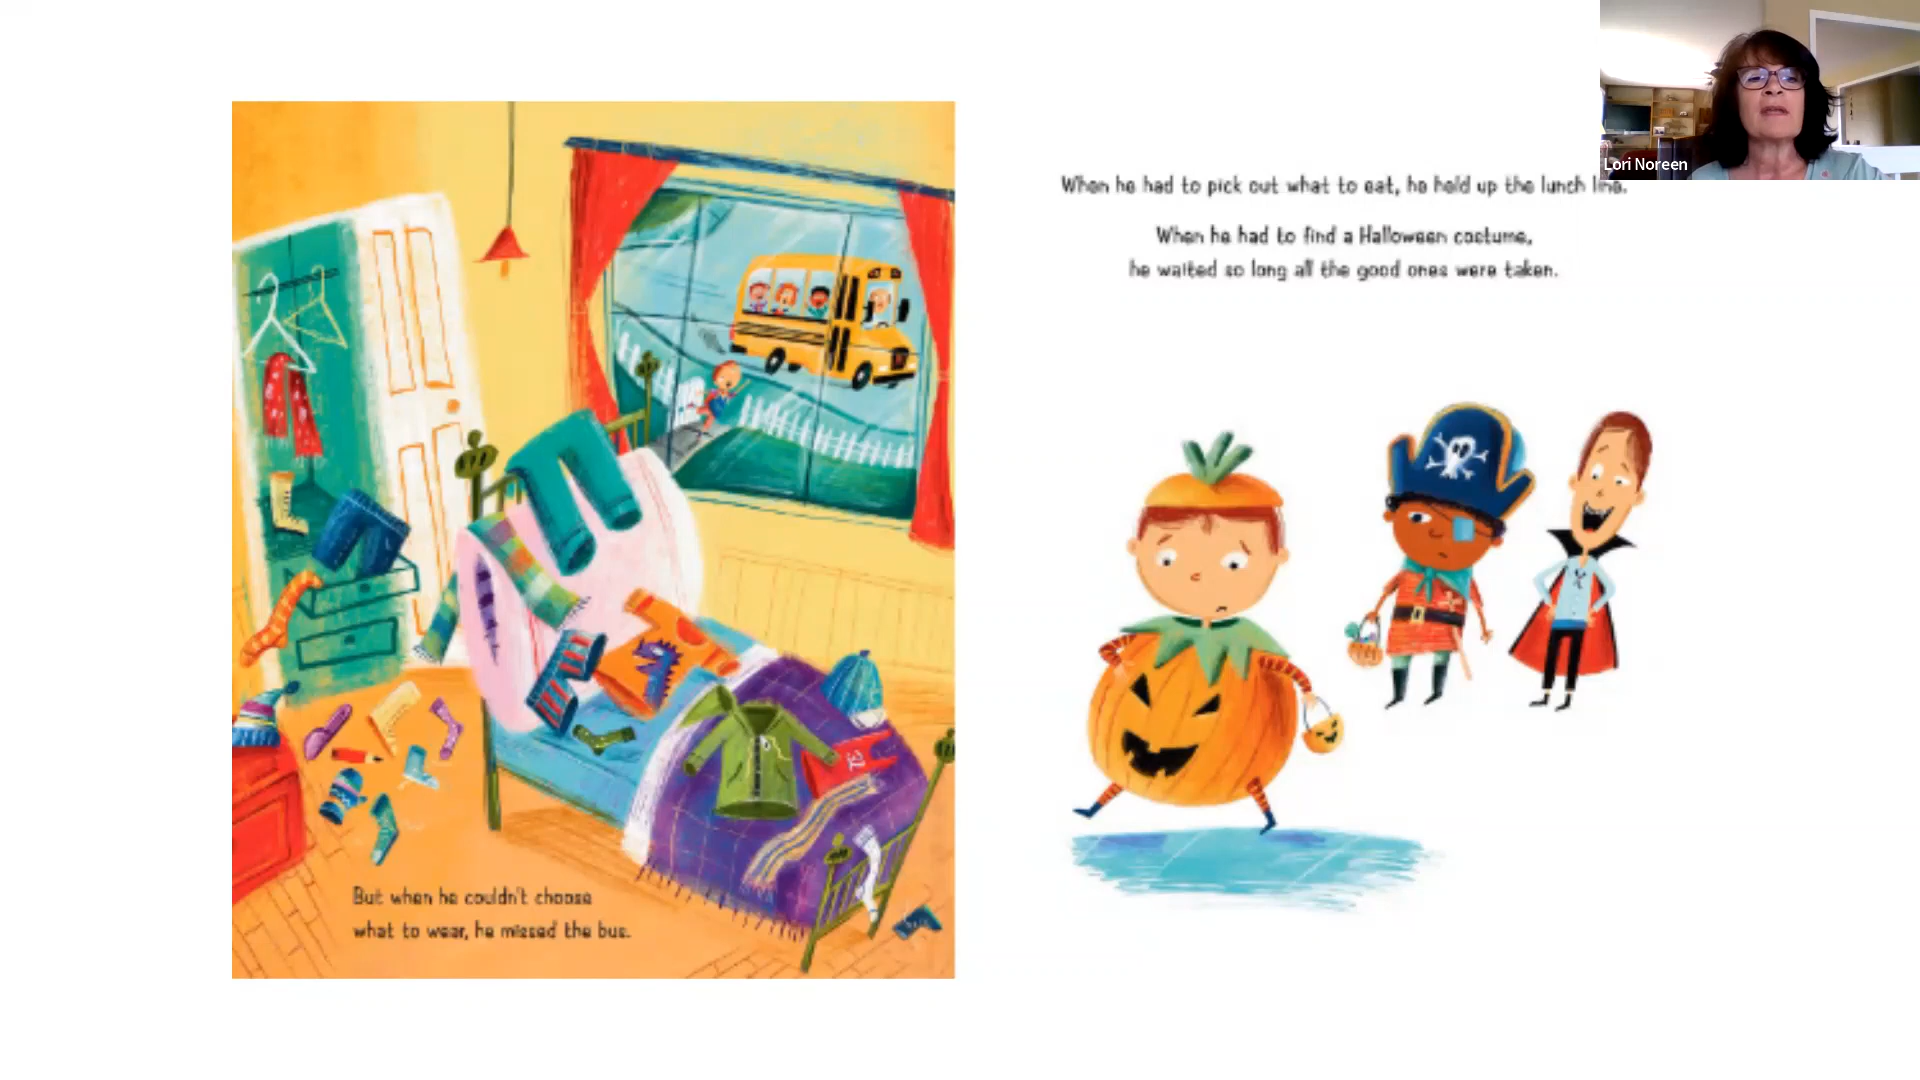 But when he couldn't choose
what to wear, he missed the bus.
When he had to pick out what to eat, he held up the lunch line.
When he had to find a Halloween costume,
he waited so long all the good ones were taken.
Lori Noreen